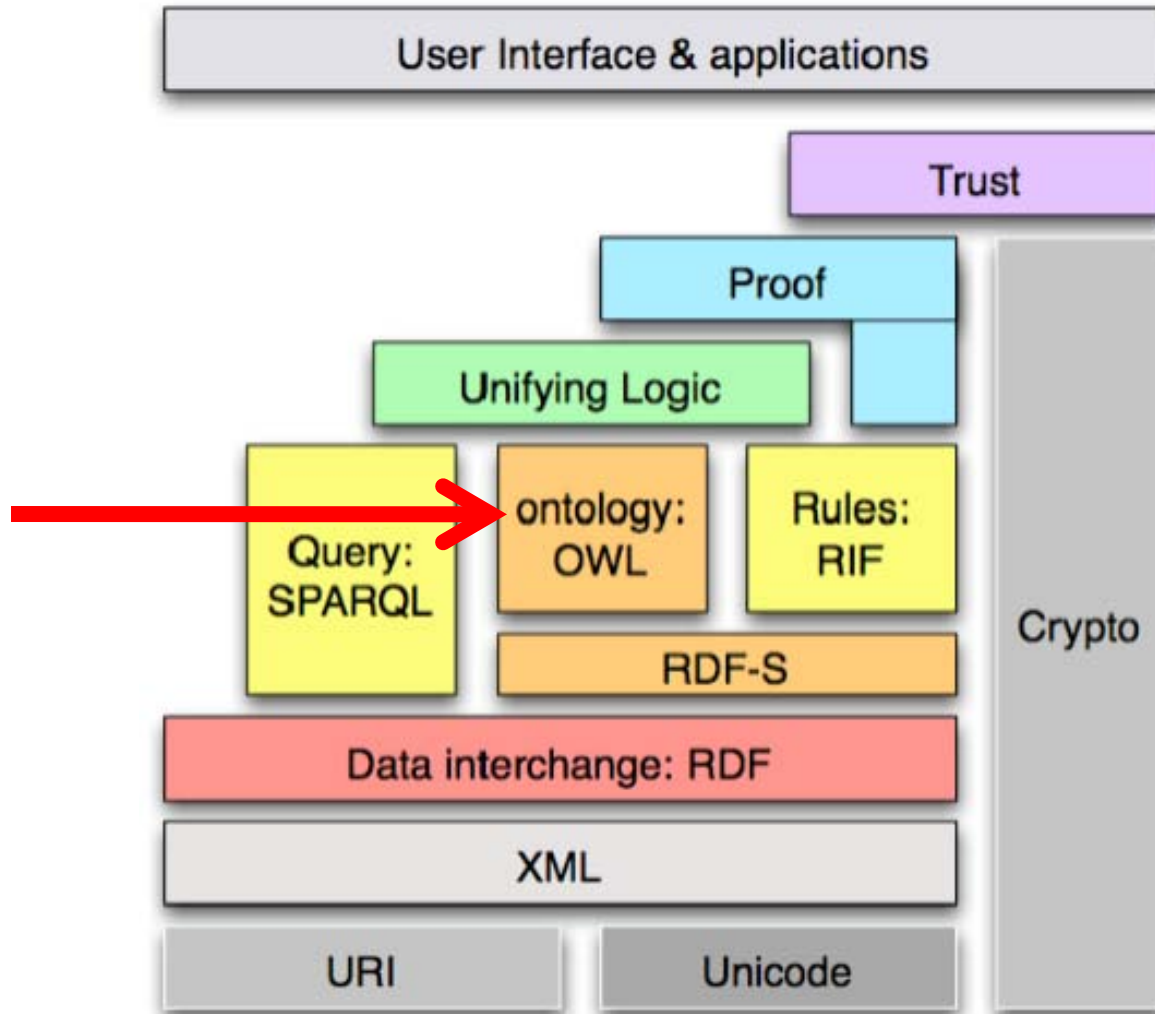 User Interface & applications
Trust
Proof
Unifying Logic
Query:
SPARQL
ontology:
OWL
Rules:
RIF
Crypto
RDF-S
Data interchange: RDF
XML
URI
Unicode